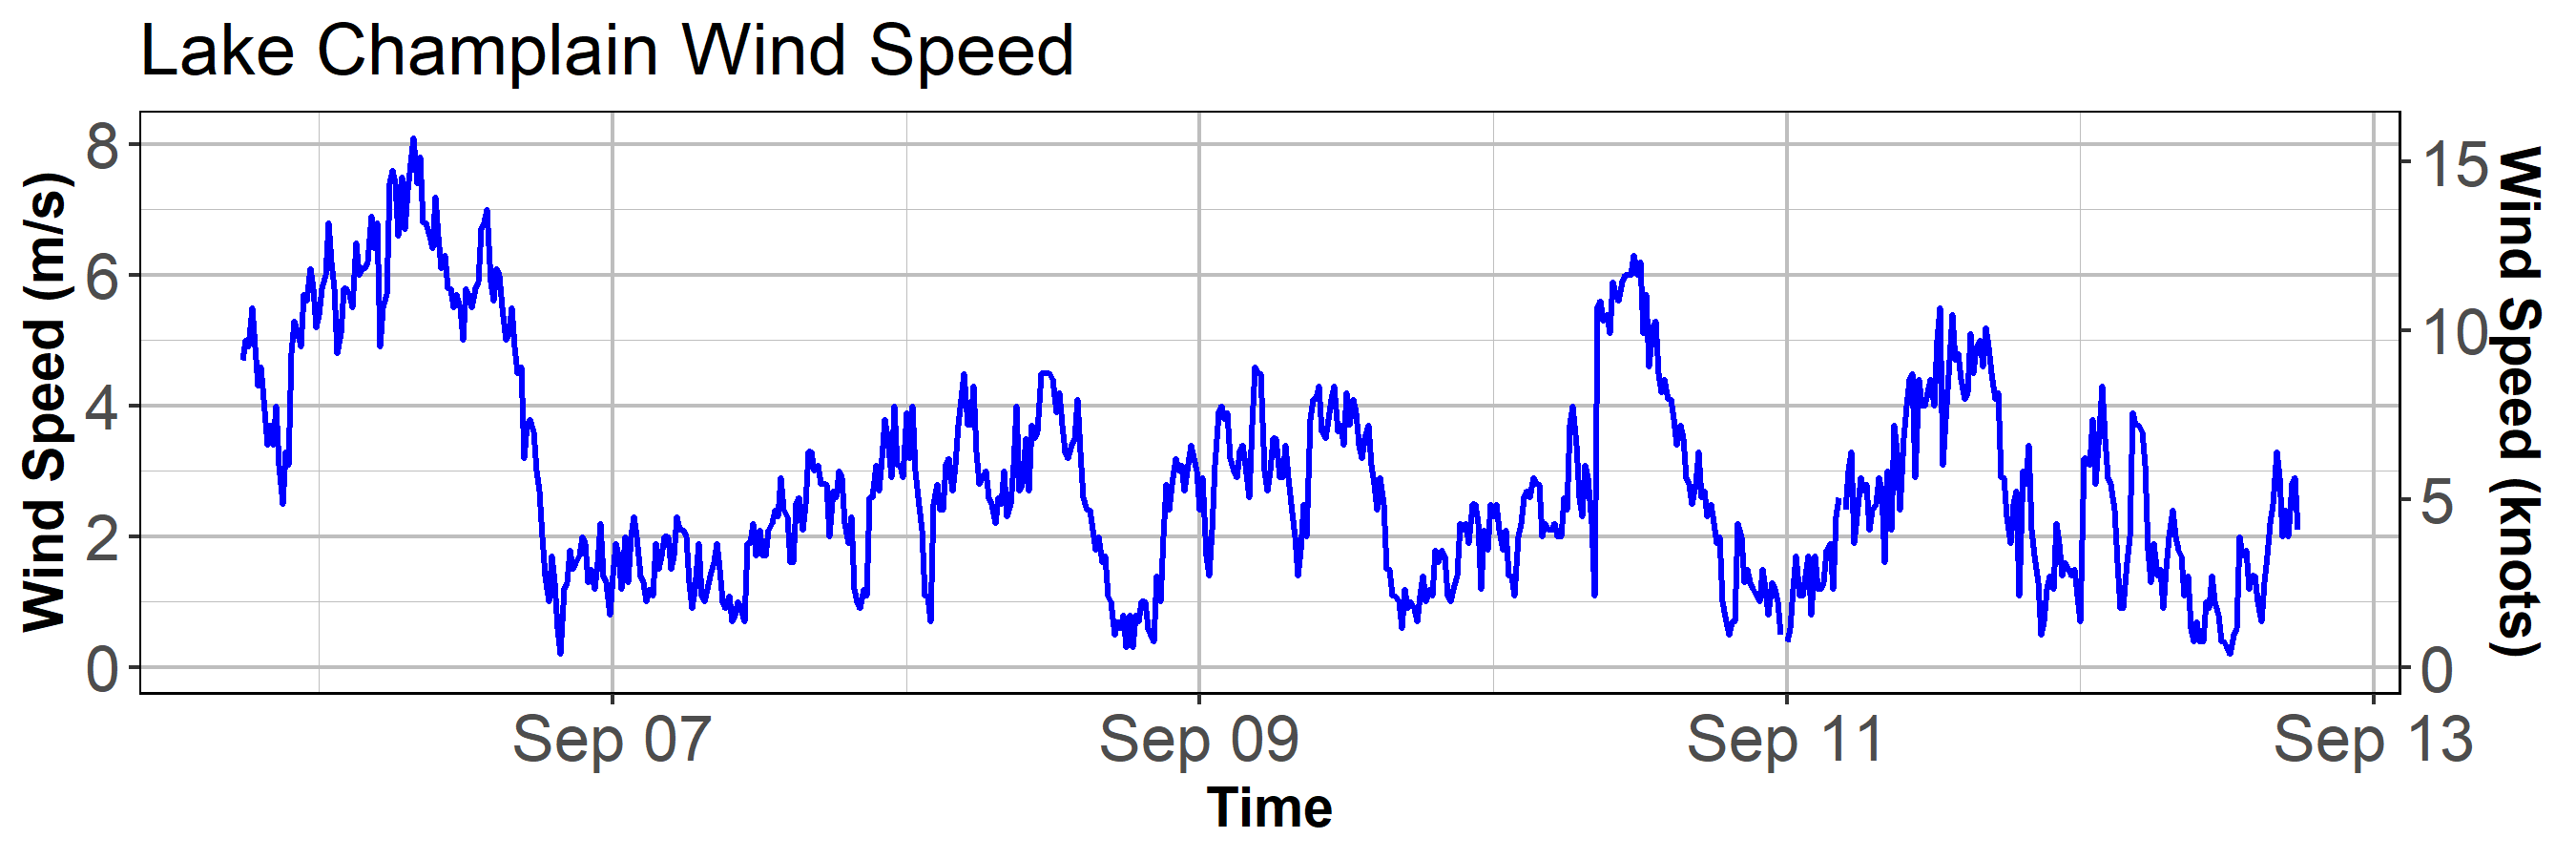 Lake Champlain Wind Speed
Wind Speed (m/s)
8
6
4
2
0
15
10
5
0
Wind Speed (knots)
Sep 07 Sep 09 Sep 11 Sep 13
Time